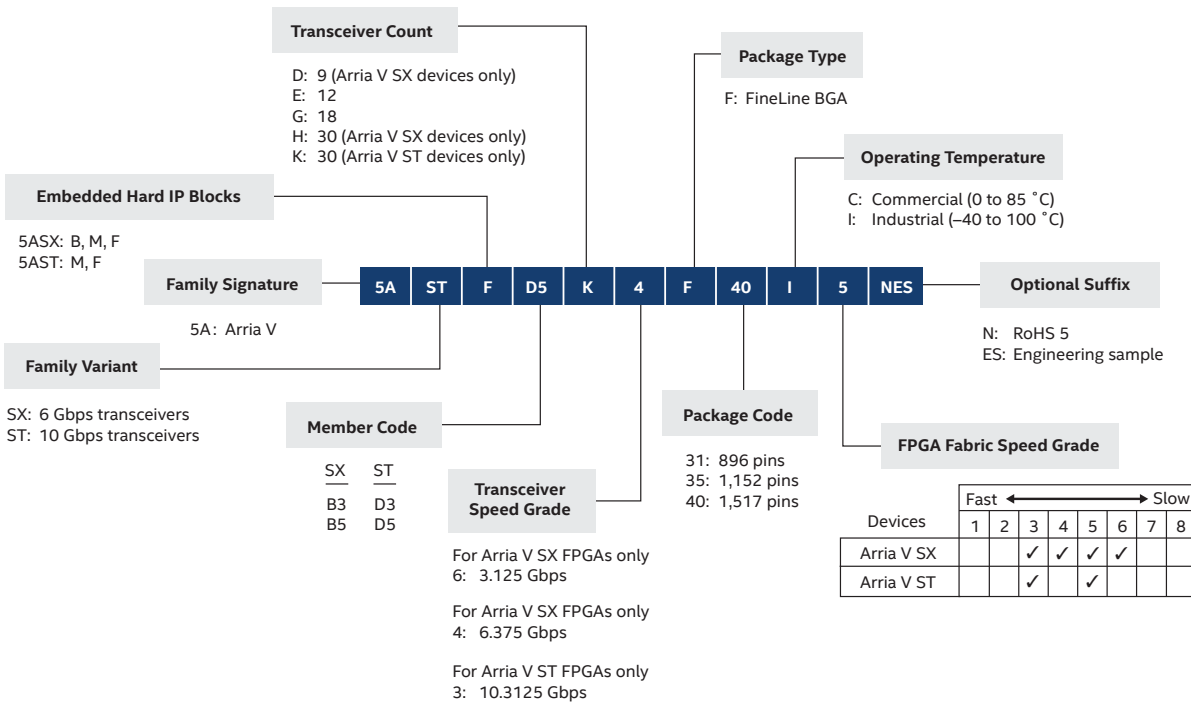 Transceiver Count
D: 9 (Arria V SX devices only)
E: 12
G: 18
H: 30 (Arria V SX devices only)
K: 30 (Arria V ST devices only)
Package Type
F: FineLine BGA
Operating Temperature
C: Commercial (0 to 85 ˚C)
I: Industrial (–40 to 100 ˚C)
Embedded Hard IP Blocks
5ASX: B, M, F
5AST: M, F
Family Signature
5A: Arria V
5A ST F D5 K 4 F 40 I 5 NES
Optional Suffix
N: RoHS 5
ES: Engineering sample
Family Variant
SX: 6 Gbps transceivers
ST: 10 Gbps transceivers
Member Code
SX ST
B3 D3
B5 D5
Transceiver
Speed Grade
For Arria V SX FPGAs only
6: 3.125 Gbps
For Arria V SX FPGAs only
4: 6.375 Gbps
For Arria V ST FPGAs only
3: 10.3125 Gbps
Package Code
31: 896 pins
35: 1,152 pins
40: 1,517 pins
FPGA Fabric Speed Grade
Fast Slow
Devices 1 2 3 4 5 6 7 8
Arria V SX ✓ ✓ ✓ ✓
Arria V ST ✓ ✓